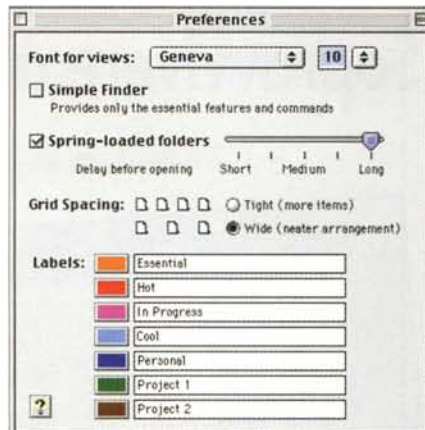 Preferences
Font for views: Geneva 10
Simple Finder
Provides only the essential features and commands
Spring-loaded folders
Delay before opening Short Medium Long
Grid Spacing: Tight (more items)
Wide (neater arrangement)
Labels: Essential
Hot
In Progress
Cool
Personal
Project 1
? Project 2